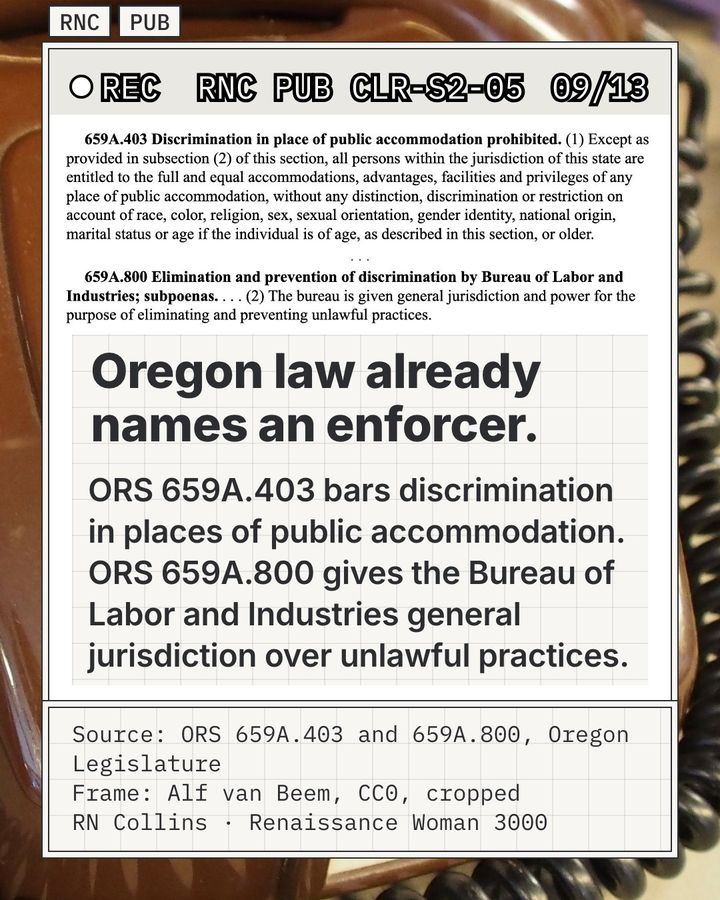 RNC PUB
REC RNC PUB CLR-S2-05 09/13
659A.403 Discrimination in place of public accommodation prohibited. (1) Except as
provided in subsection (2) of this section, all persons within the jurisdiction of this state are
entitled to the full and equal accommodations, advantages, facilities and privileges of any
place of public accommodation, without any distinction, discrimination or restriction on
account of race, color, religion, sex, sexual orientation, gender identity, national origin,
marital status or age if the individual is of age, as described in this section, or older.
. . .
659A.800 Elimination and prevention of discrimination by Bureau of Labor and
Industries; subpoenas. . . . (2) The bureau is given general jurisdiction and power for the
purpose of eliminating and preventing unlawful practices.
Oregon law already
names an enforcer.
ORS 659A.403 bars discrimination
in places of public accommodation.
ORS 659A.800 gives the Bureau of
Labor and Industries general
jurisdiction over unlawful practices.
Source: ORS 659A.403 and 659A.800, Oregon
Legislature
Frame: Alf van Beem, CC0, cropped
RN Collins · Renaissance Woman 3000